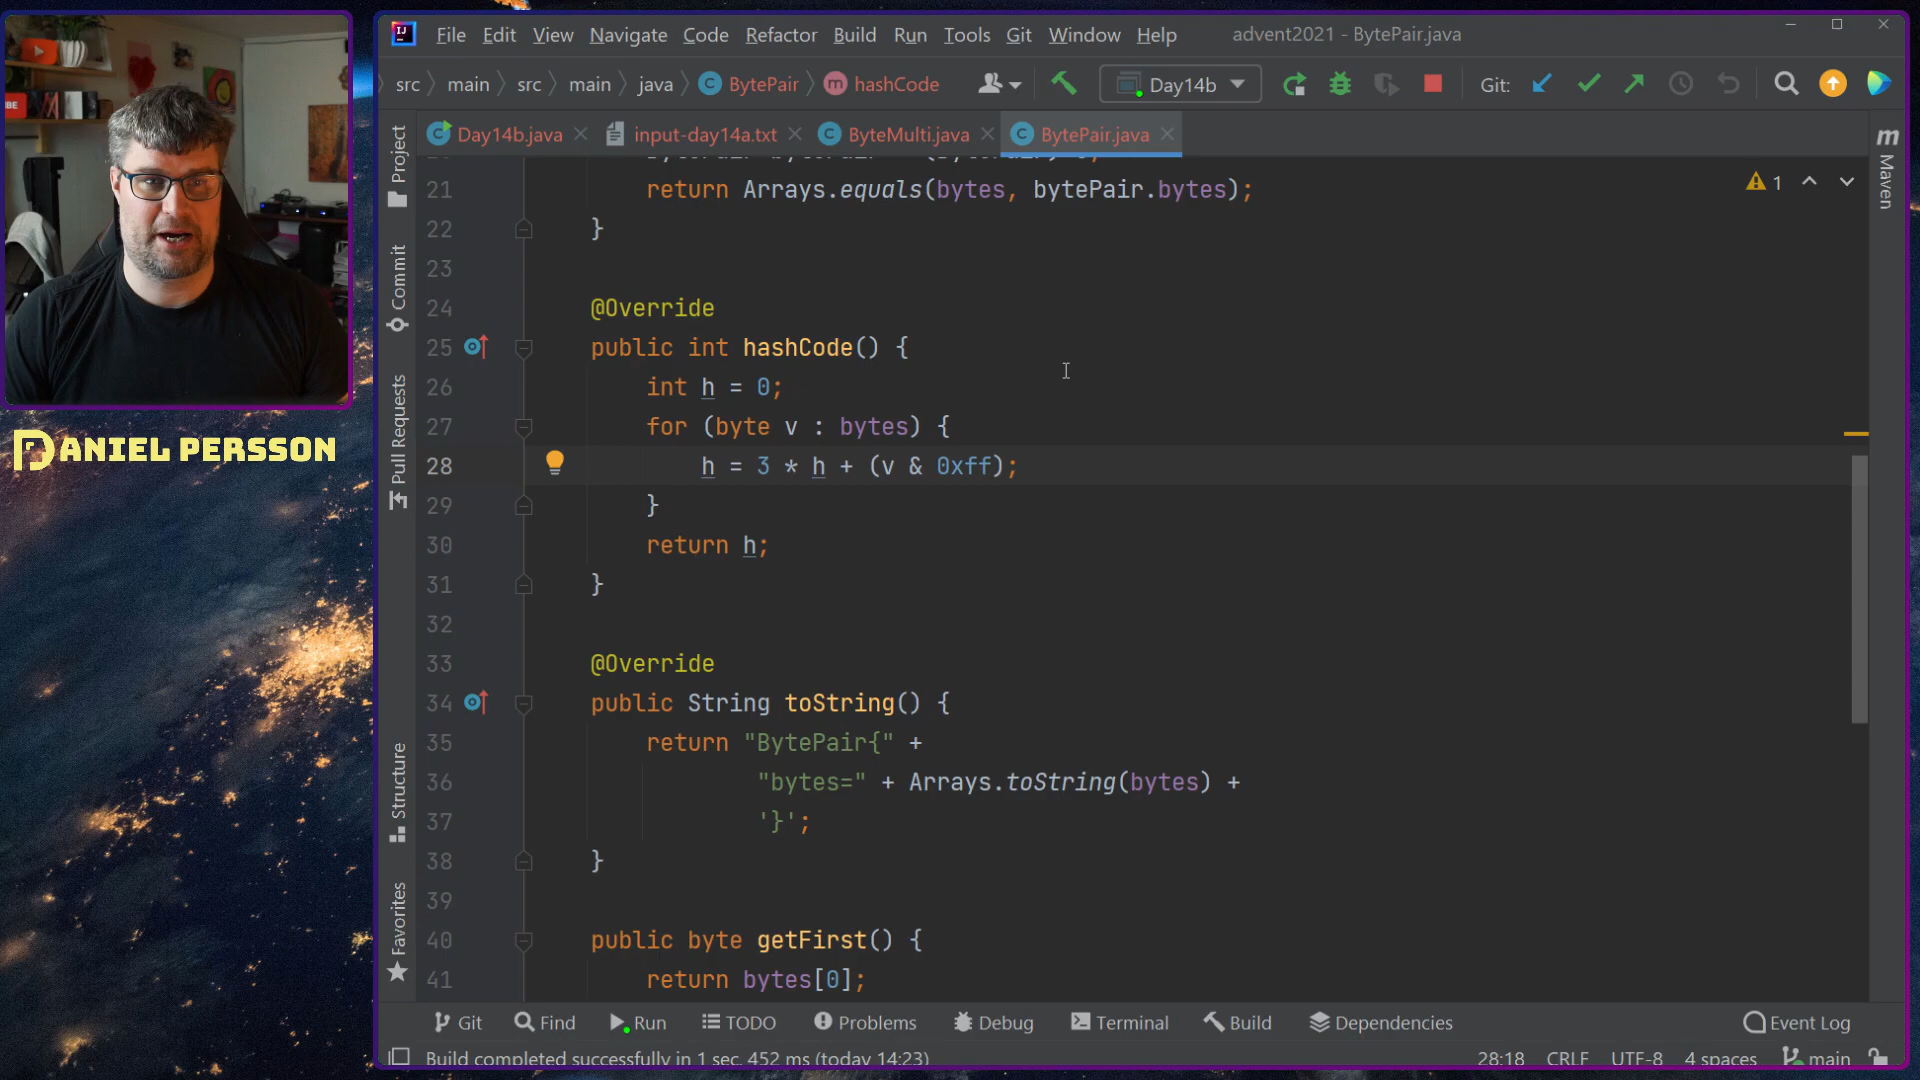 File Edit View Navigate Code Refactor Build Run Tools Git Window Help advent2021 - BytePair.java
src main src main java BytePair hashCode Day14b Git:
Day14b.java input-day14a.txt ByteMulti.java BytePair.java
21 return Arrays.equals(bytes, bytePair.bytes);
1
22 }
23
24 @Override
25 public int hashCode() {
26 int h = 0;
27 for (byte v : bytes) {
28 h = 3 * h + (v & 0xff);
29 }
30 return h;
31 }
32
33 @Override
34 public String toString() {
35 return "BytePair{" +
36 "bytes=" + Arrays.toString(bytes) +
37 '}';
38 }
39
40 public byte getFirst() {
41 return bytes[0];
Project
Commit
Pull Requests
Structure
Favorites
m Maven
Git Find Run TODO Problems Debug Terminal Build Dependencies Event Log
Build completed successfully in 1 sec, 452 ms (today 14:23) 28:18 CRLF UTF-8 4 spaces main
DANIEL PERSSON